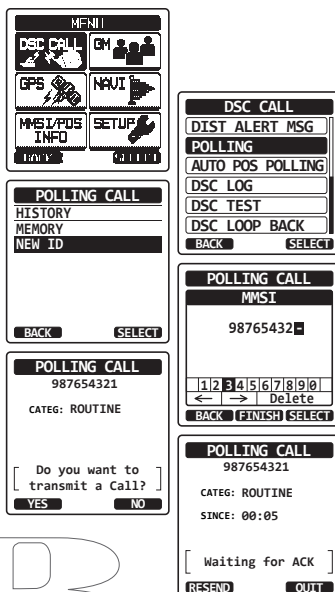 MENU
DSC CALL
GM
GPS
NAVI
MMSI/POS INFO
SETUP
DSC CALL
DIST ALERT MSG
POLLING
AUTO POS POLLING
DSC LOG
DSC TEST
DSC LOOP BACK
BACK SELECT
POLLING CALL
HISTORY
MEMORY
NEW ID
BACK SELECT
POLLING CALL
MMSI
98765432-
1 2 3 4 5 6 7 8 9 0
← → Delete
BACK FINISH SELECT
POLLING CALL
987654321
CATEG: ROUTINE
Do you want to
transmit a Call?
YES NO
POLLING CALL
987654321
CATEG: ROUTINE
SINCE: 00:05
Waiting for ACK
RESEND QUIT